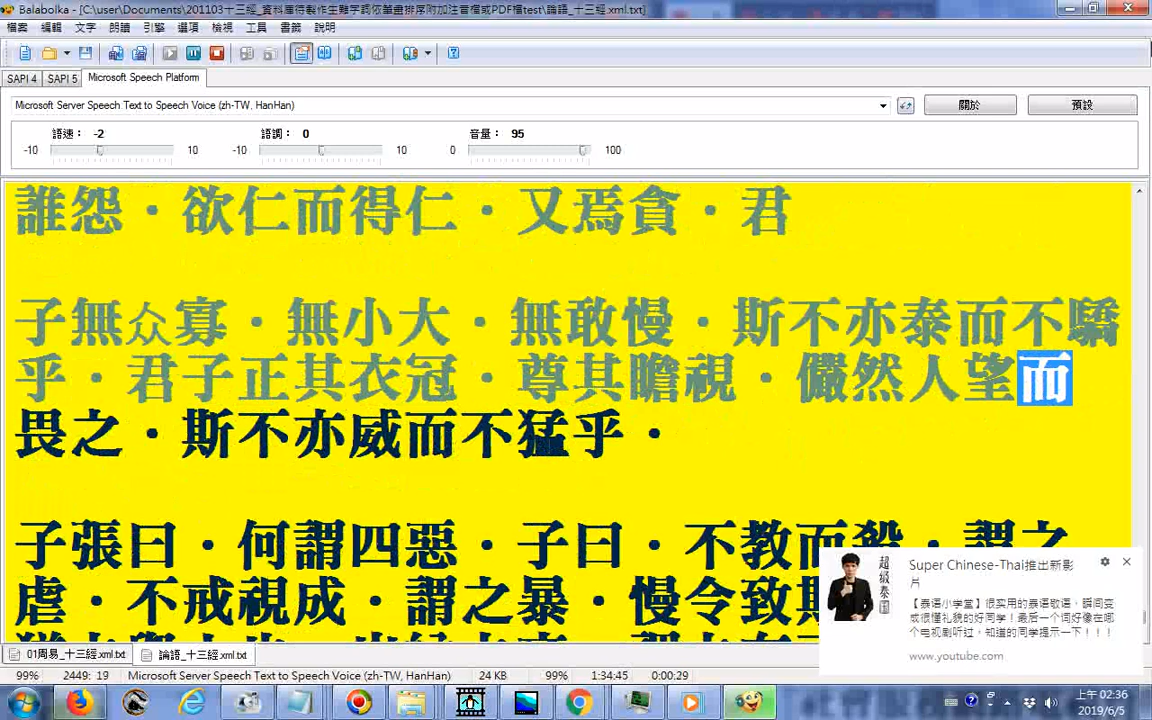 Balabolka - [C:\user\Documents\201103十三經_資料庫待製作生難字詞依筆畫排序附加注音檔或PDF檔test\論語_十三經.xml.txt]
檔案 編輯 文字 朗讀 引擎 選項 檢視 工具 書籤 說明
SAPI 4 SAPI 5 Microsoft Speech Platform
Microsoft Server Speech Text to Speech Voice (zh-TW, HanHan) 關於 預設
語速： -2 語調： 0 音量： 95
-10 10 -10 10 0 100
誰怨．欲仁而得仁．又焉貪．君
子無众寡．無小大．無敢慢．斯不亦泰而不驕
乎．君子正其衣冠．尊其瞻視．儼然人望而
畏之．斯不亦威而不猛乎．
子張曰．何謂四惡．子曰．不教而殺．謂之
虐．不戒視成．謂之暴．慢令致期
Super Chinese-Thai推出新影
片
【泰语小学堂】很实用的泰语敬语，瞬间变
成很懂礼貌的好同学！最后一个词好像在哪
个电视剧听过，知道的同学提示一下！！！
www.youtube.com
超级泰国
01周易_十三經.xml.txt 論語_十三經.xml.txt
99% 2449: 19 Microsoft Server Speech Text to Speech Voice (zh-TW, HanHan) 24 KB 99% 1:34:45 0:00:29
上午 02:36
2019/6/5